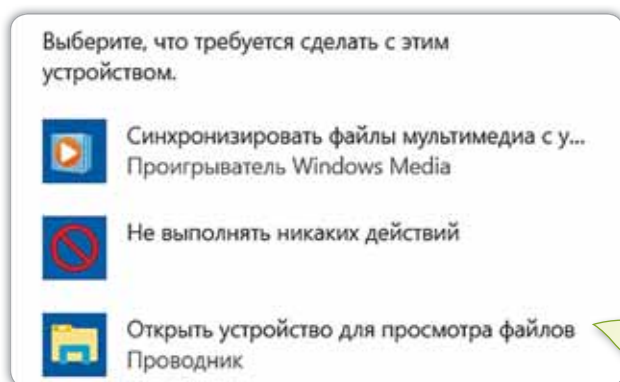 Выберите, что требуется сделать с этим
устройством.
Синхронизировать файлы мультимедиа с у...
Проигрыватель Windows Media
Не выполнять никаких действий
Открыть устройство для просмотра файлов
Проводник